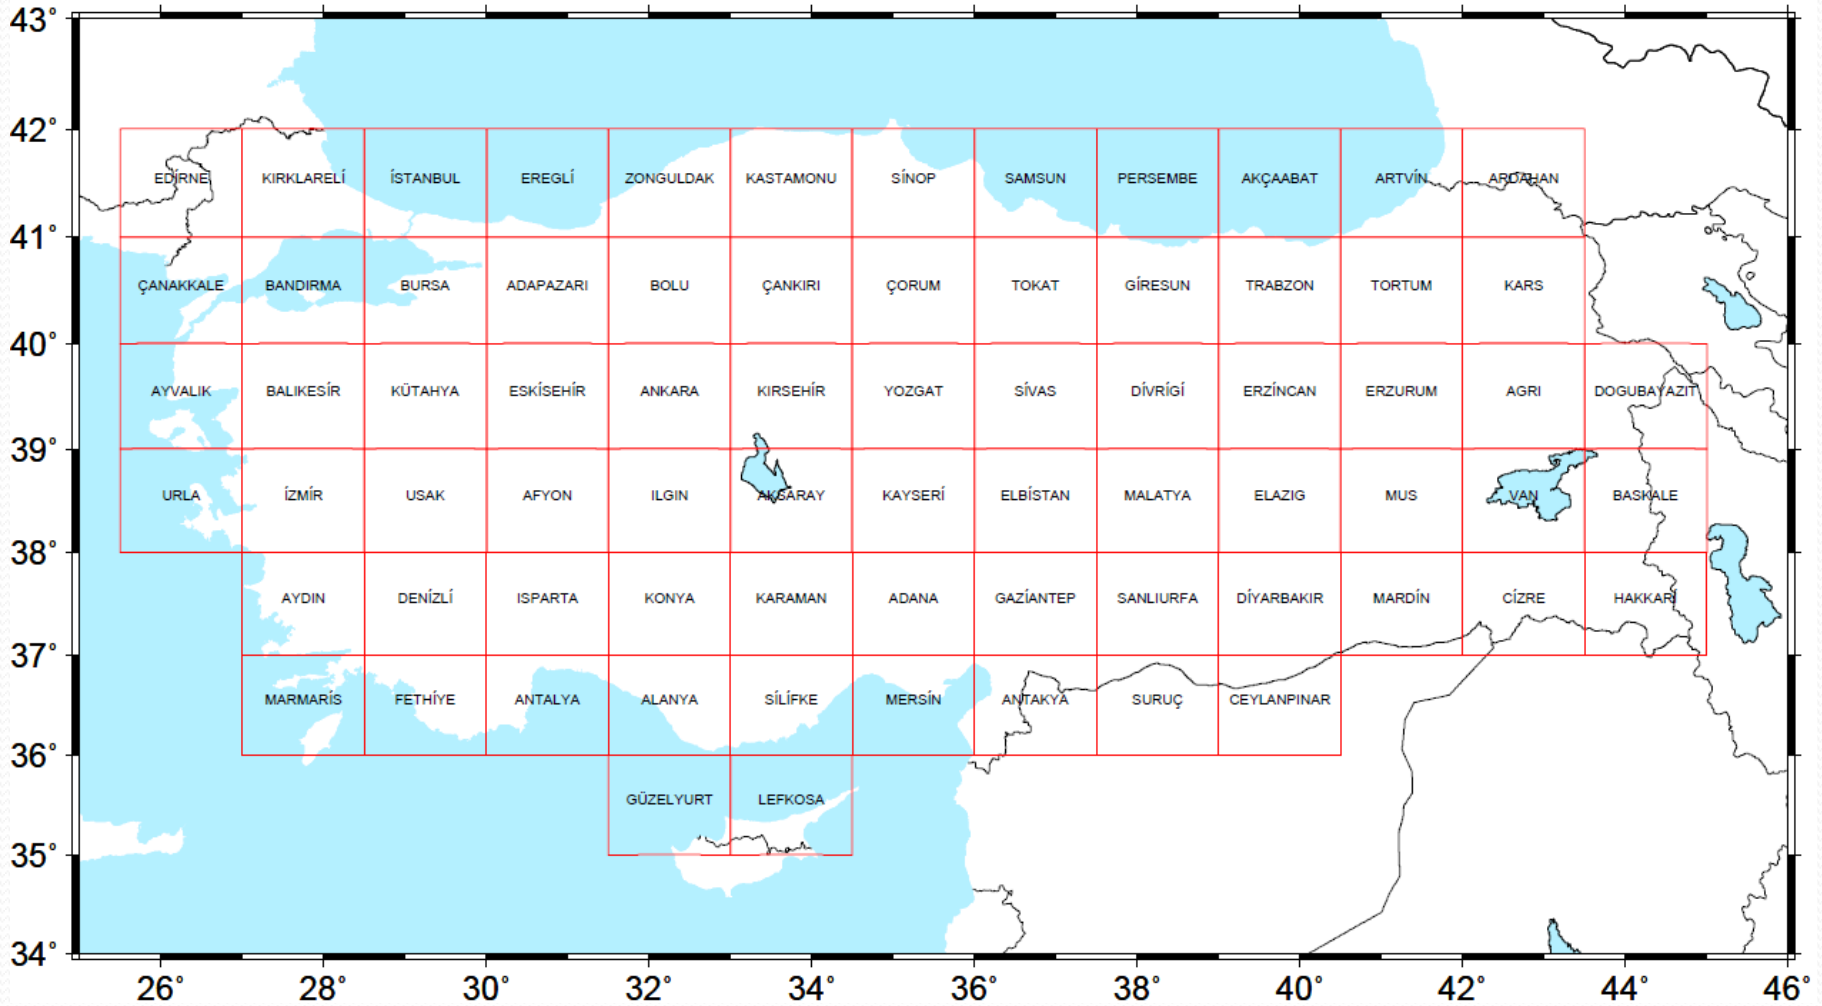 43°
42°
EDİRNE KIRKLARELİ İSTANBUL EREGLİ ZONGULDAK KASTAMONU SİNOP SAMSUN PERSEMBE AKÇAABAT ARTVİN ARDAHAN
41°
ÇANAKKALE BANDIRMA BURSA ADAPAZARI BOLU ÇANKIRI ÇORUM TOKAT GİRESUN TRABZON TORTUM KARS
40°
AYVALIK BALIKESİR KÜTAHYA ESKİSEHİR ANKARA KIRSEHİR YOZGAT SİVAS DİVRİGİ ERZİNCAN ERZURUM AGRI DOGUBAYAZIT
39°
URLA İZMİR USAK AFYON ILGIN AKSARAY KAYSERİ ELBİSTAN MALATYA ELAZIG MUS VAN BASKALE
38°
AYDIN DENİZLİ ISPARTA KONYA KARAMAN ADANA GAZİANTEP SANLIURFA DİYARBAKIR MARDİN CİZRE HAKKARİ
37°
MARMARİS FETHİYE ANTALYA ALANYA SİLİFKE MERSİN ANTAKYA SURUÇ CEYLANPINAR
36°
GÜZELYURT LEFKOSA
35°
34°
26° 28° 30° 32° 34° 36° 38° 40° 42° 44° 46°